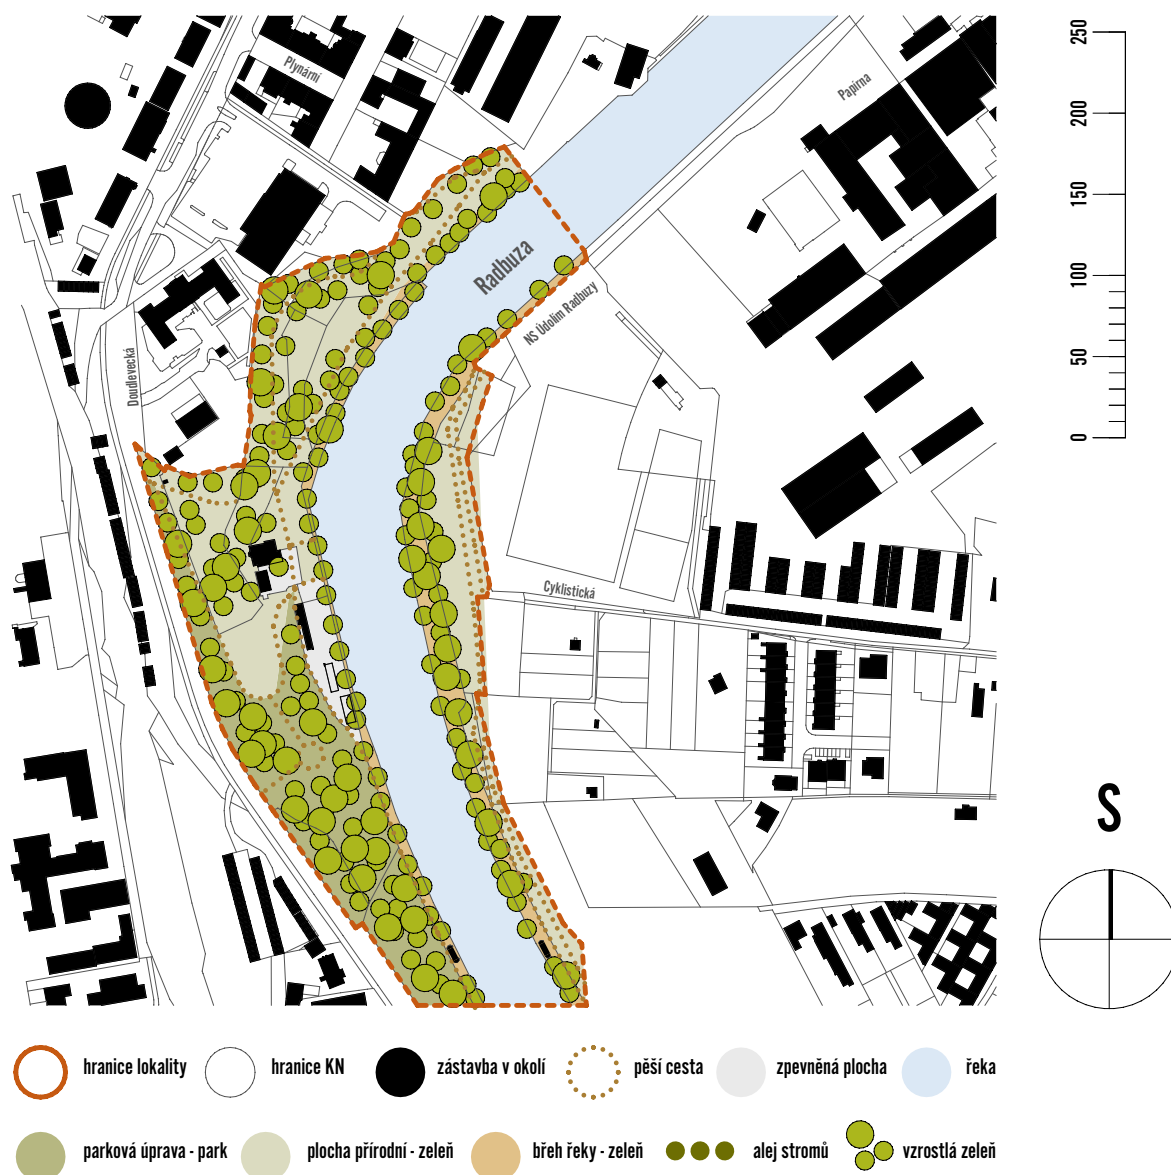 Plynární
Papírna
Radbuza
NS Údolím Radbuzy
Doudlevecká
Cyklistická
250
200
150
100
50
0
S
hranice lokality
hranice KN
zástavba v okolí
pěší cesta
zpevněná plocha
řeka
parková úprava - park
plocha přírodní - zeleň
břeh řeky - zeleň
alej stromů
vzrostlá zeleň